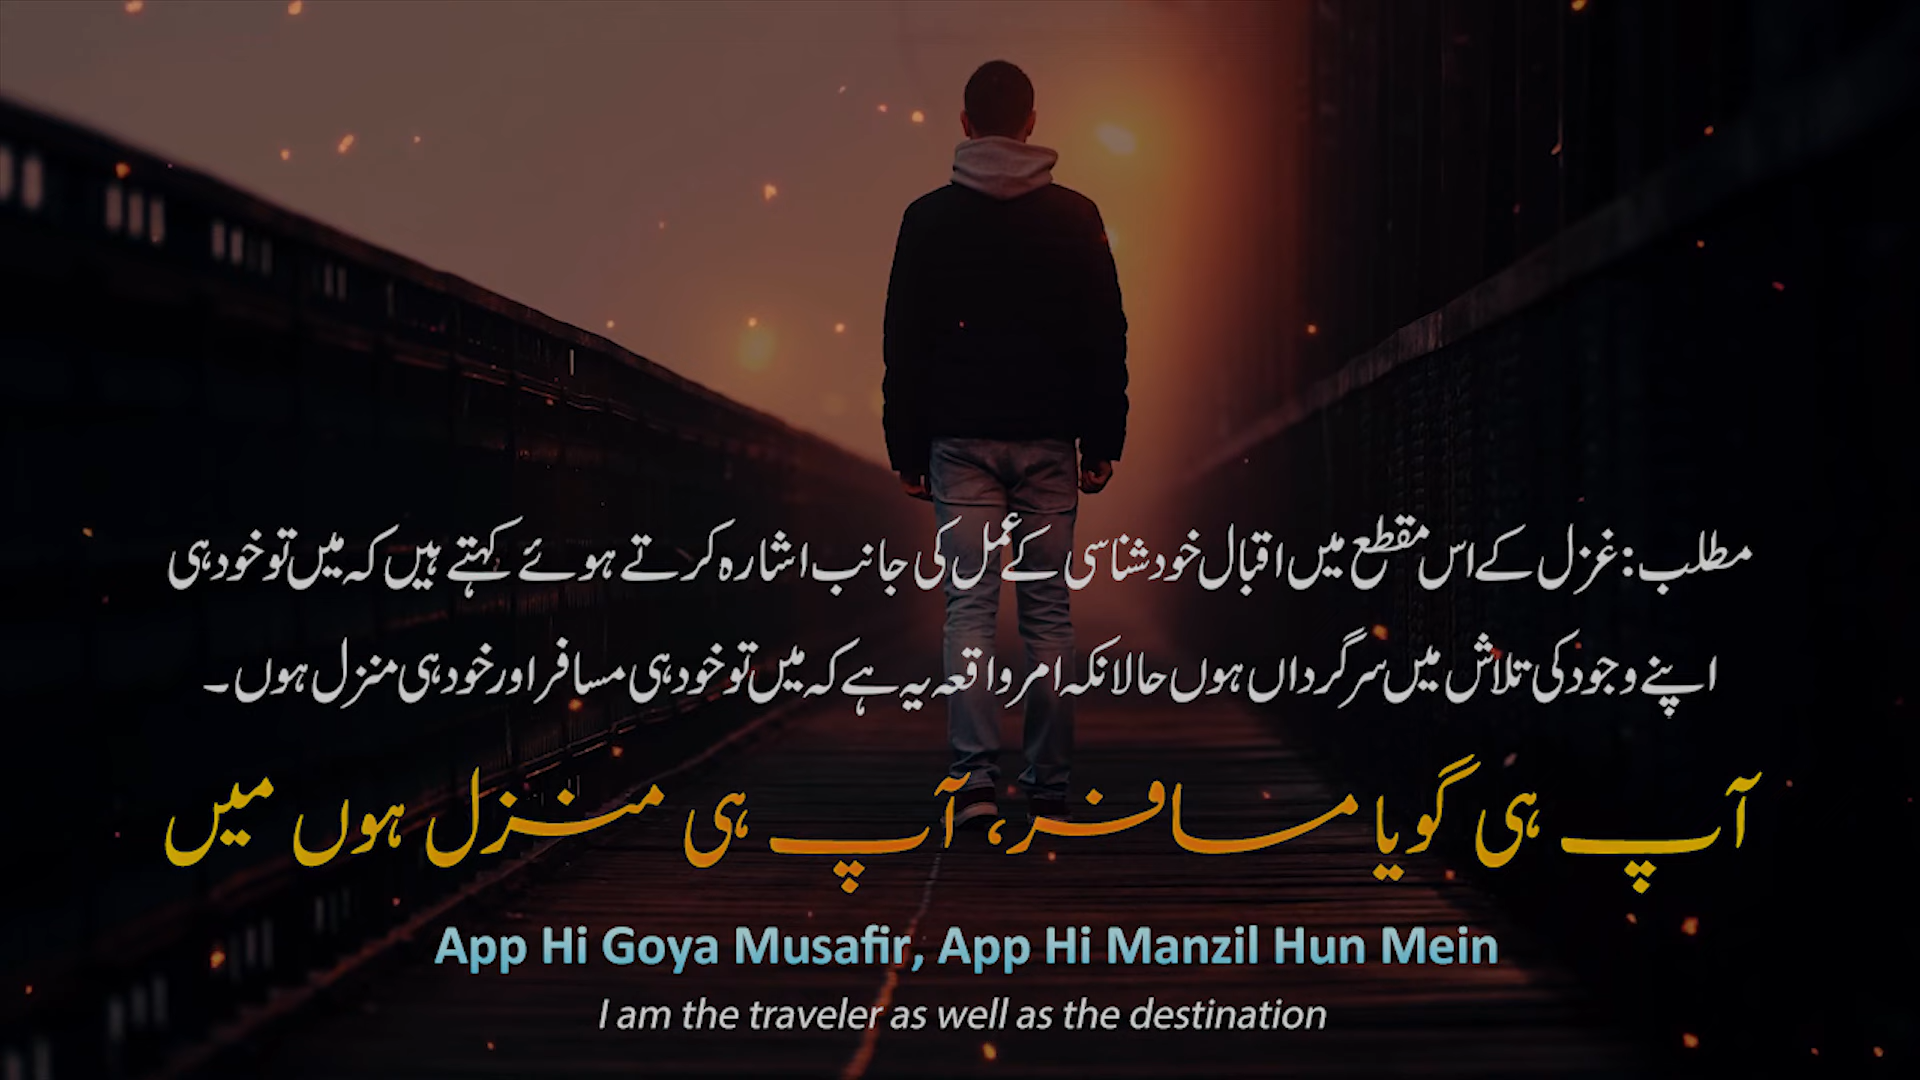 مطلب: غزل کے اس مقطع میں اقبال خود شناسی کے عمل کی جانب اشارہ کرتے ہوئے کہتے ہیں کہ میں تو خود ہی
اپنے وجود کی تلاش میں سرگرداں ہوں حالانکہ امر واقعہ یہ ہے کہ میں تو خود ہی مسافر اور خود ہی منزل ہوں۔
آپ ہی گویا مسافر، آپ ہی منزل ہوں میں
App Hi Goya Musafir, App Hi Manzil Hun Mein
I am the traveler as well as the destination